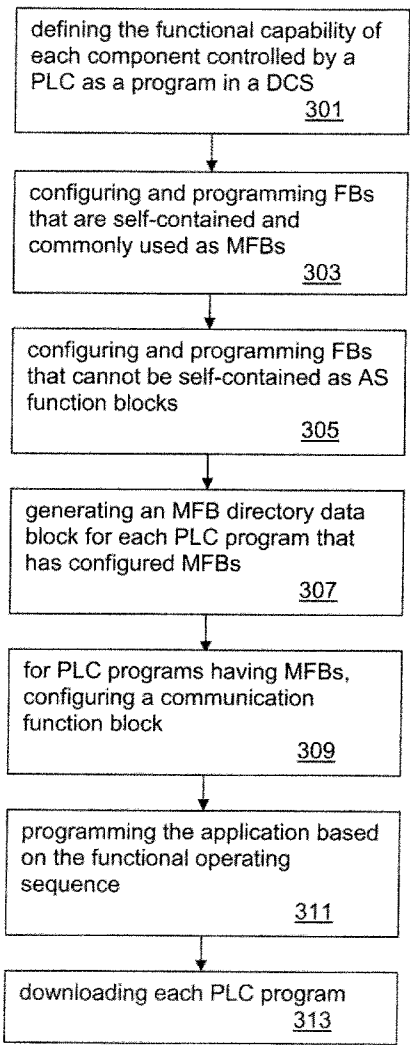 defining the functional capability of
each component controlled by a
PLC as a program in a DCS
301
configuring and programming FBs
that are self-contained and
commonly used as MFBs
303
configuring and programming FBs
that cannot be self-contained as AS
function blocks
305
generating an MFB directory data
block for each PLC program that
has configured MFBs
307
for PLC programs having MFBs,
configuring a communication
function block
309
programming the application based
on the functional operating
sequence
311
downloading each PLC program
313